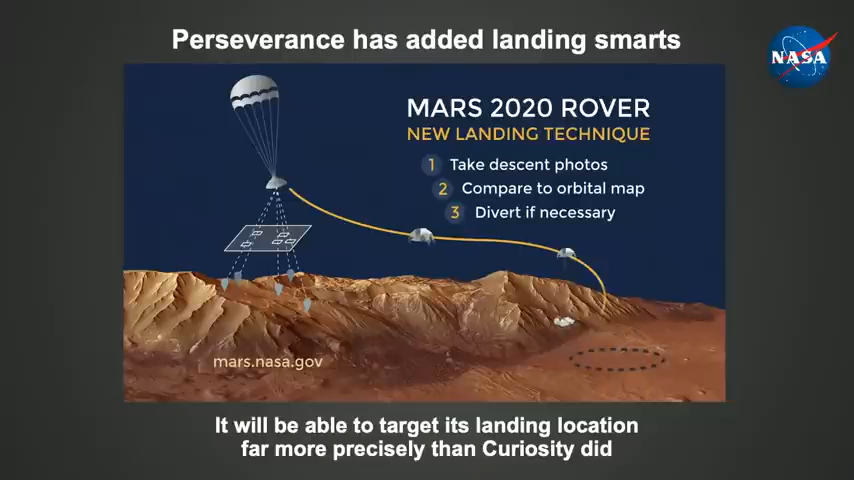 Perseverance has added landing smarts
NASA
MARS 2020 ROVER
NEW LANDING TECHNIQUE
1 Take descent photos
2 Compare to orbital map
3 Divert if necessary
mars.nasa.gov
It will be able to target its landing location
far more precisely than Curiosity did